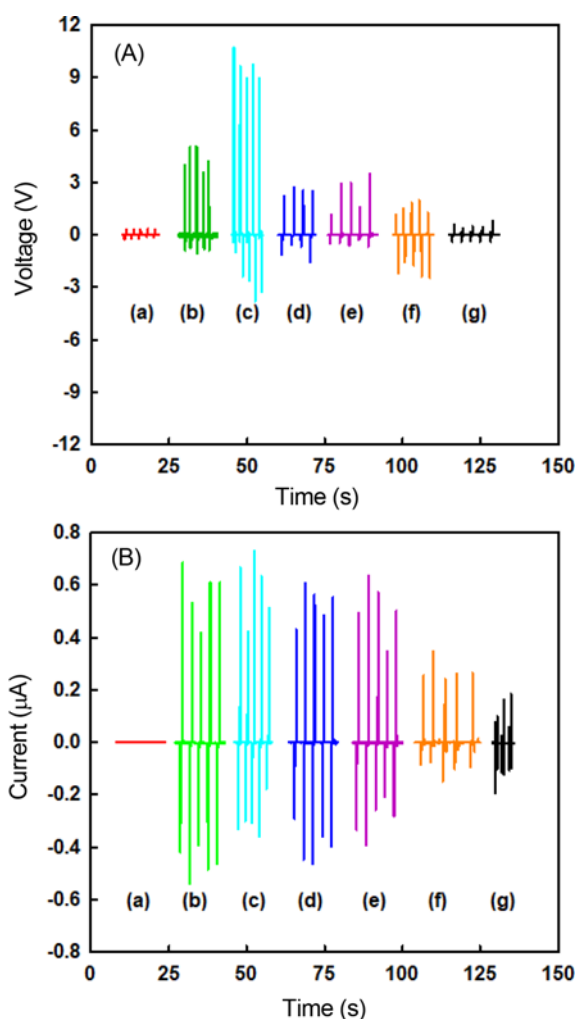 (A)
12
9
6
3
0
-3
-6
-9
-12
Voltage (V)
(a) (b) (c) (d) (e) (f) (g)
0 25 50 75 100 125 150
Time (s)
(B)
0.8
0.6
0.4
0.2
0.0
-0.2
-0.4
-0.6
-0.8
Current (μA)
(a) (b) (c) (d) (e) (f) (g)
0 25 50 75 100 125 150
Time (s)